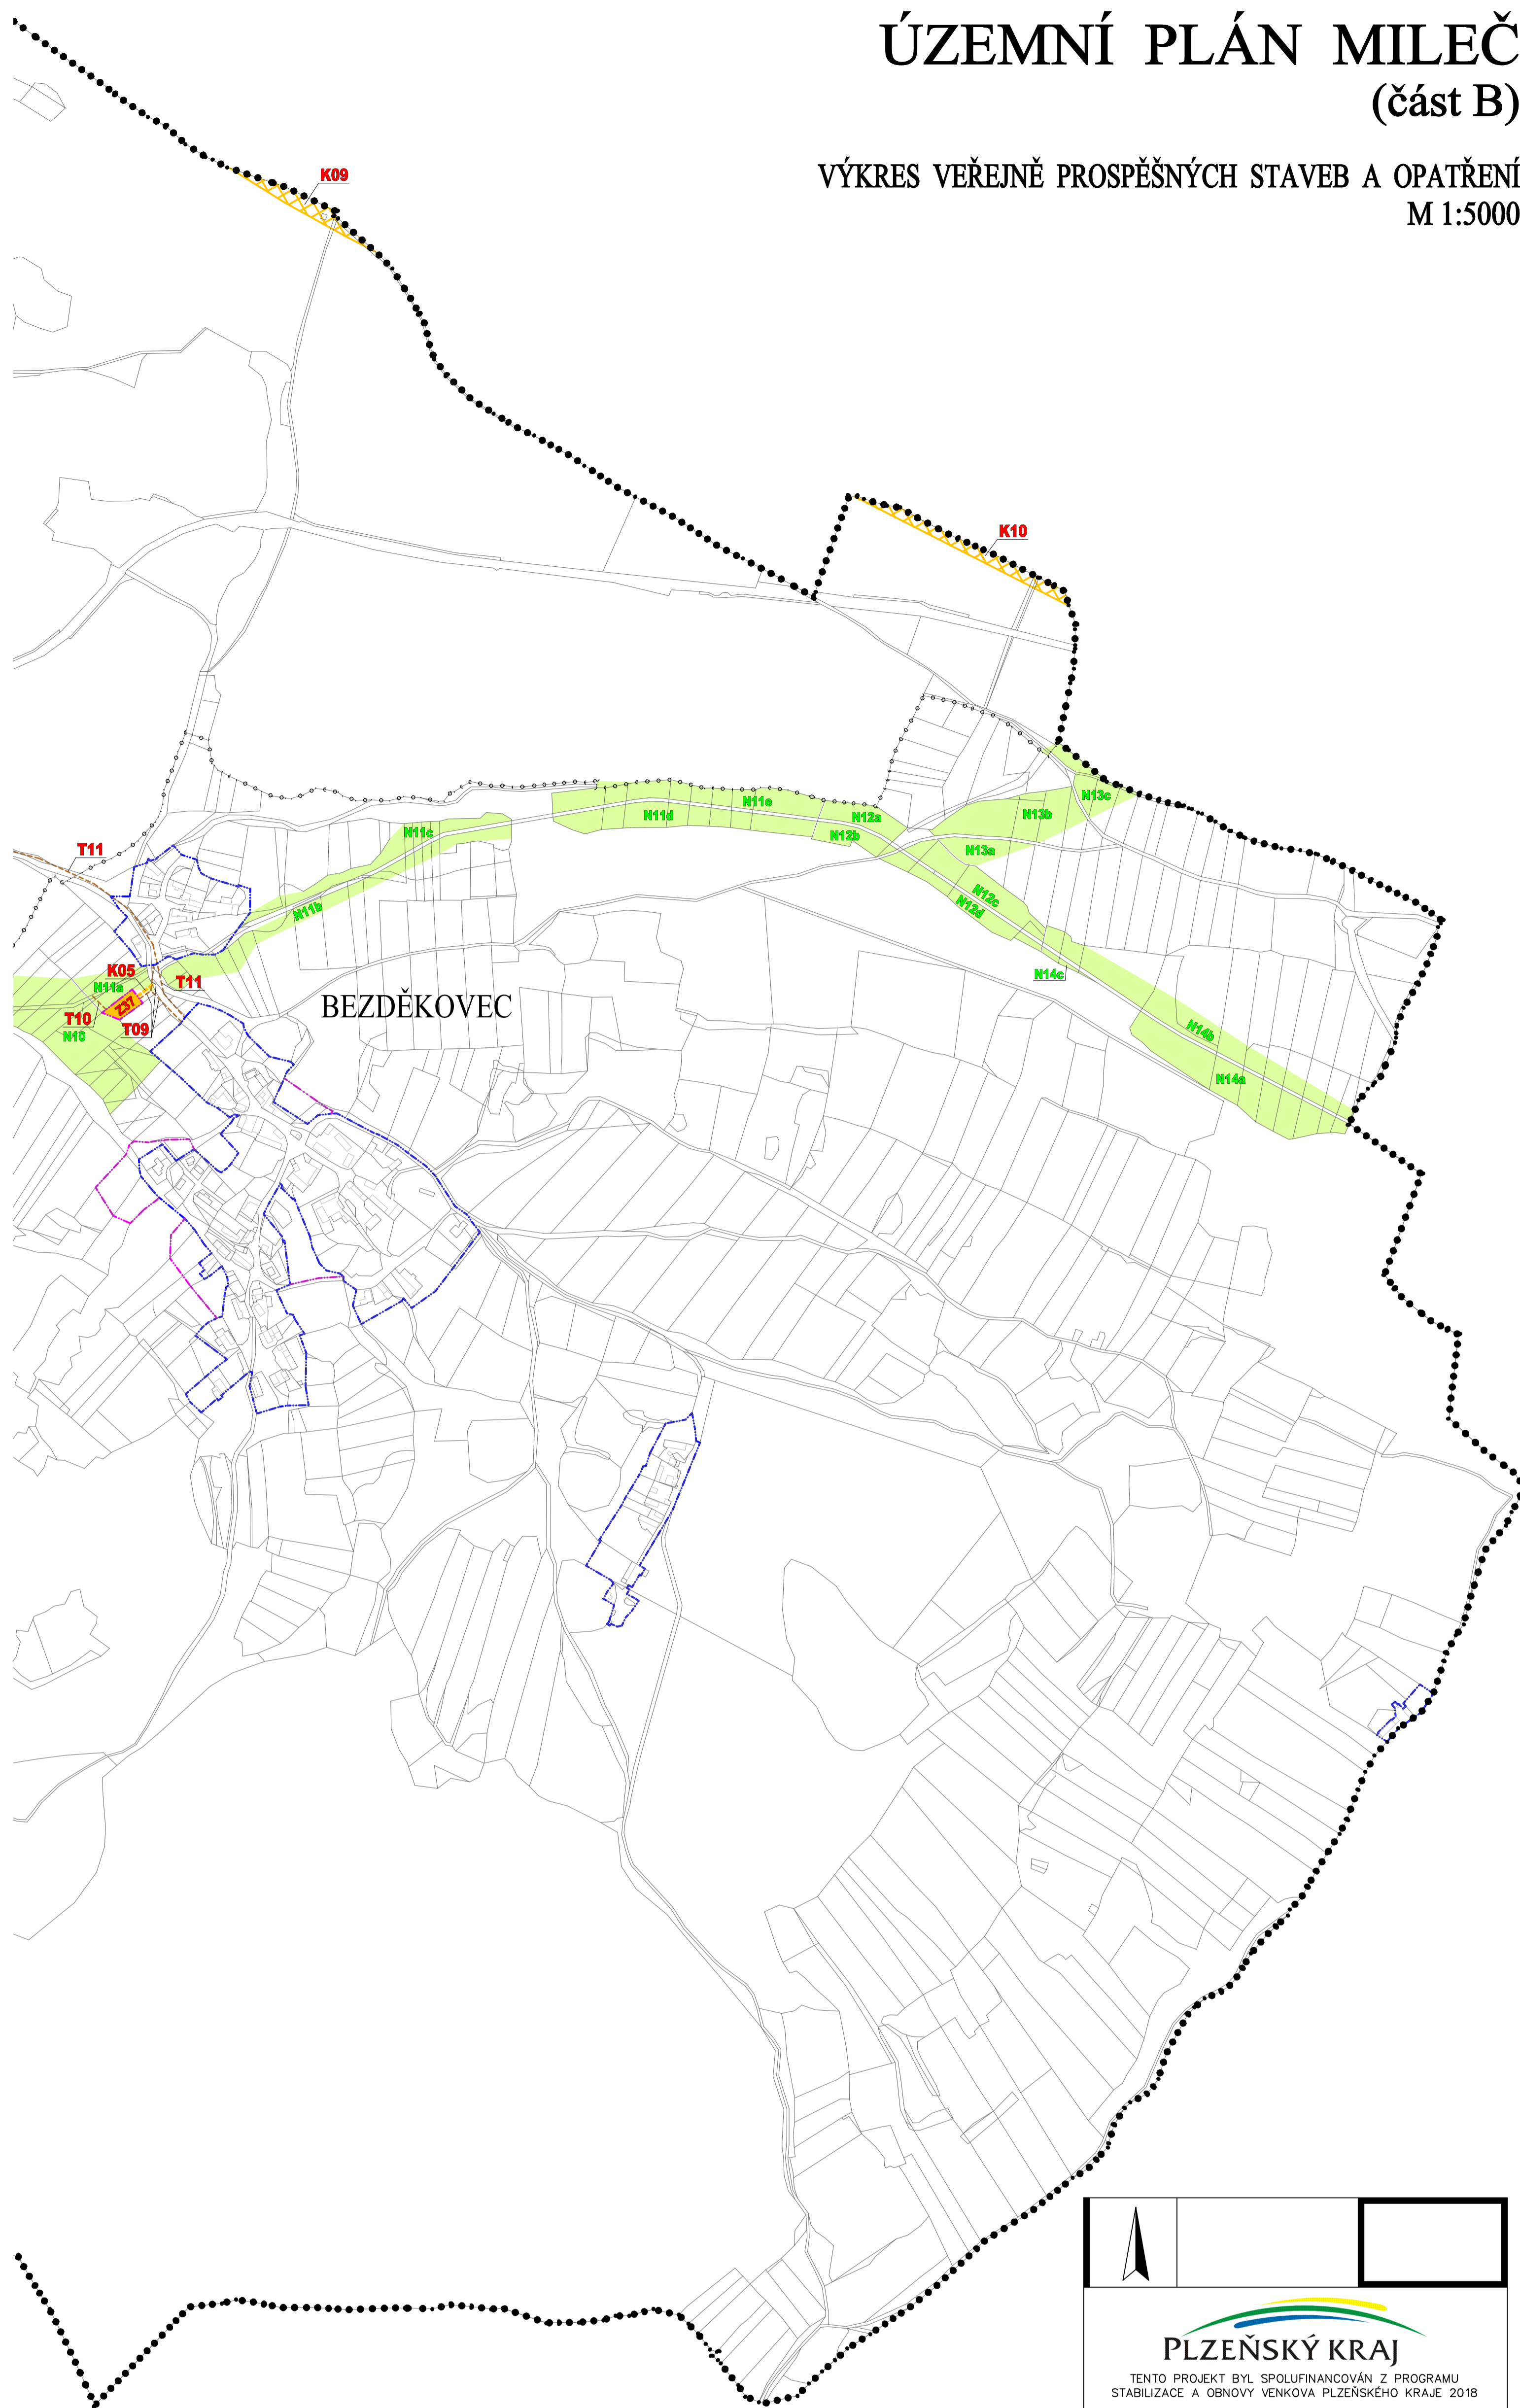 ÚZEMNÍ PLÁN MILEČ
(část B)
VÝKRES VEŘEJNĚ PROSPĚŠNÝCH STAVEB A OPATŘENÍ
M 1:5000
K09
K10
N13c
N11e
N13b
N11d
N12a
N12b
N11c
T11
N13a
N12c
N12d
N11b
K05
N14c
T11
N11a
Z37
BEZDĚKOVEC
T10
T09
N10
N14b
N14a
PLZEŇSKÝ KRAJ
TENTO PROJEKT BYL SPOLUFINANCOVÁN Z PROGRAMU
STABILIZACE A OBNOVY VENKOVA PLZEŇSKÉHO KRAJE 2018